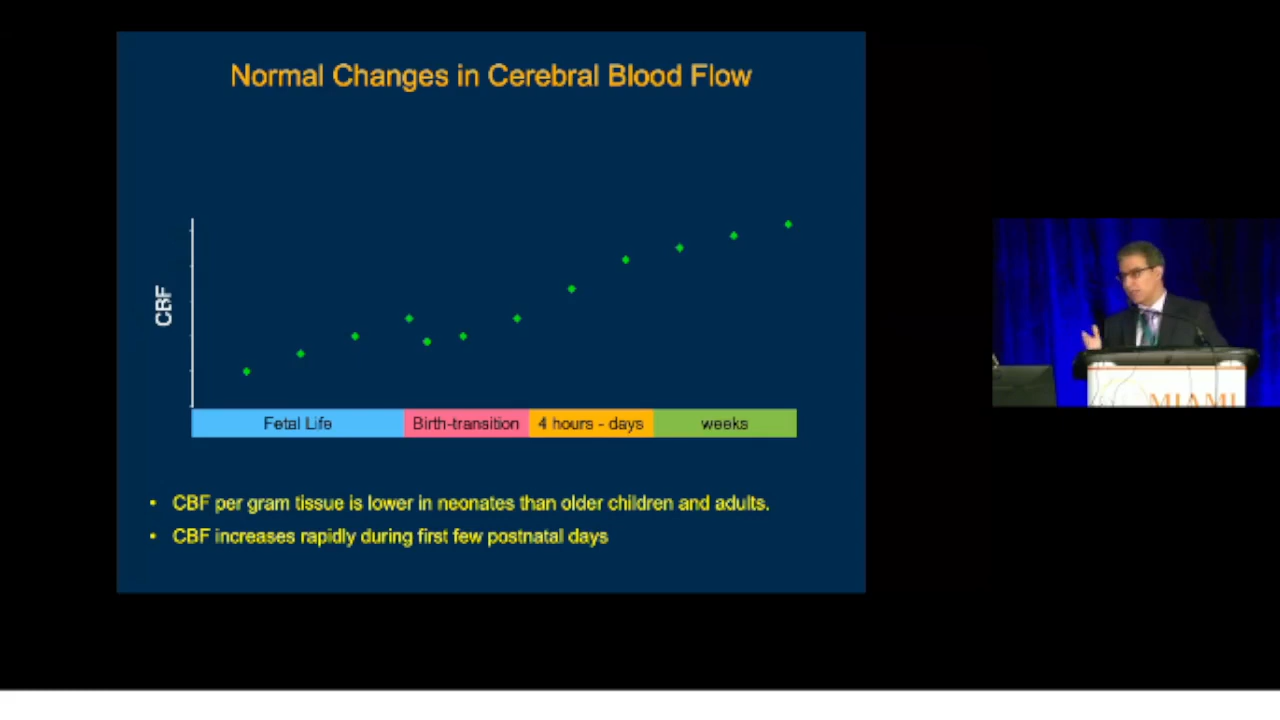 Normal Changes in Cerebral Blood Flow
CBF
Fetal Life
Birth-transition
4 hours - days
weeks
• CBF per gram tissue is lower in neonates than older children and adults.
• CBF increases rapidly during first few postnatal days
MIAMI